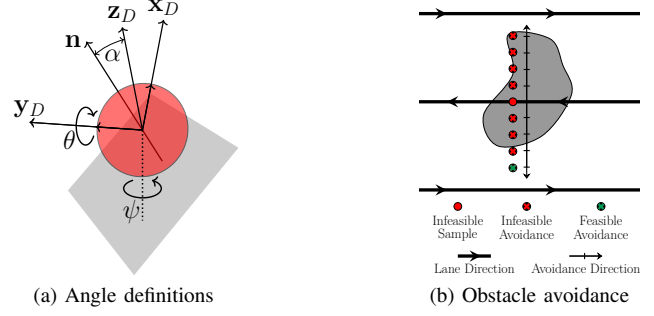 n
z_D
x_D
α
y_D
θ
ψ
(a) Angle definitions
Infeasible Sample
Infeasible Avoidance
Feasible Avoidance
Lane Direction
Avoidance Direction
(b) Obstacle avoidance